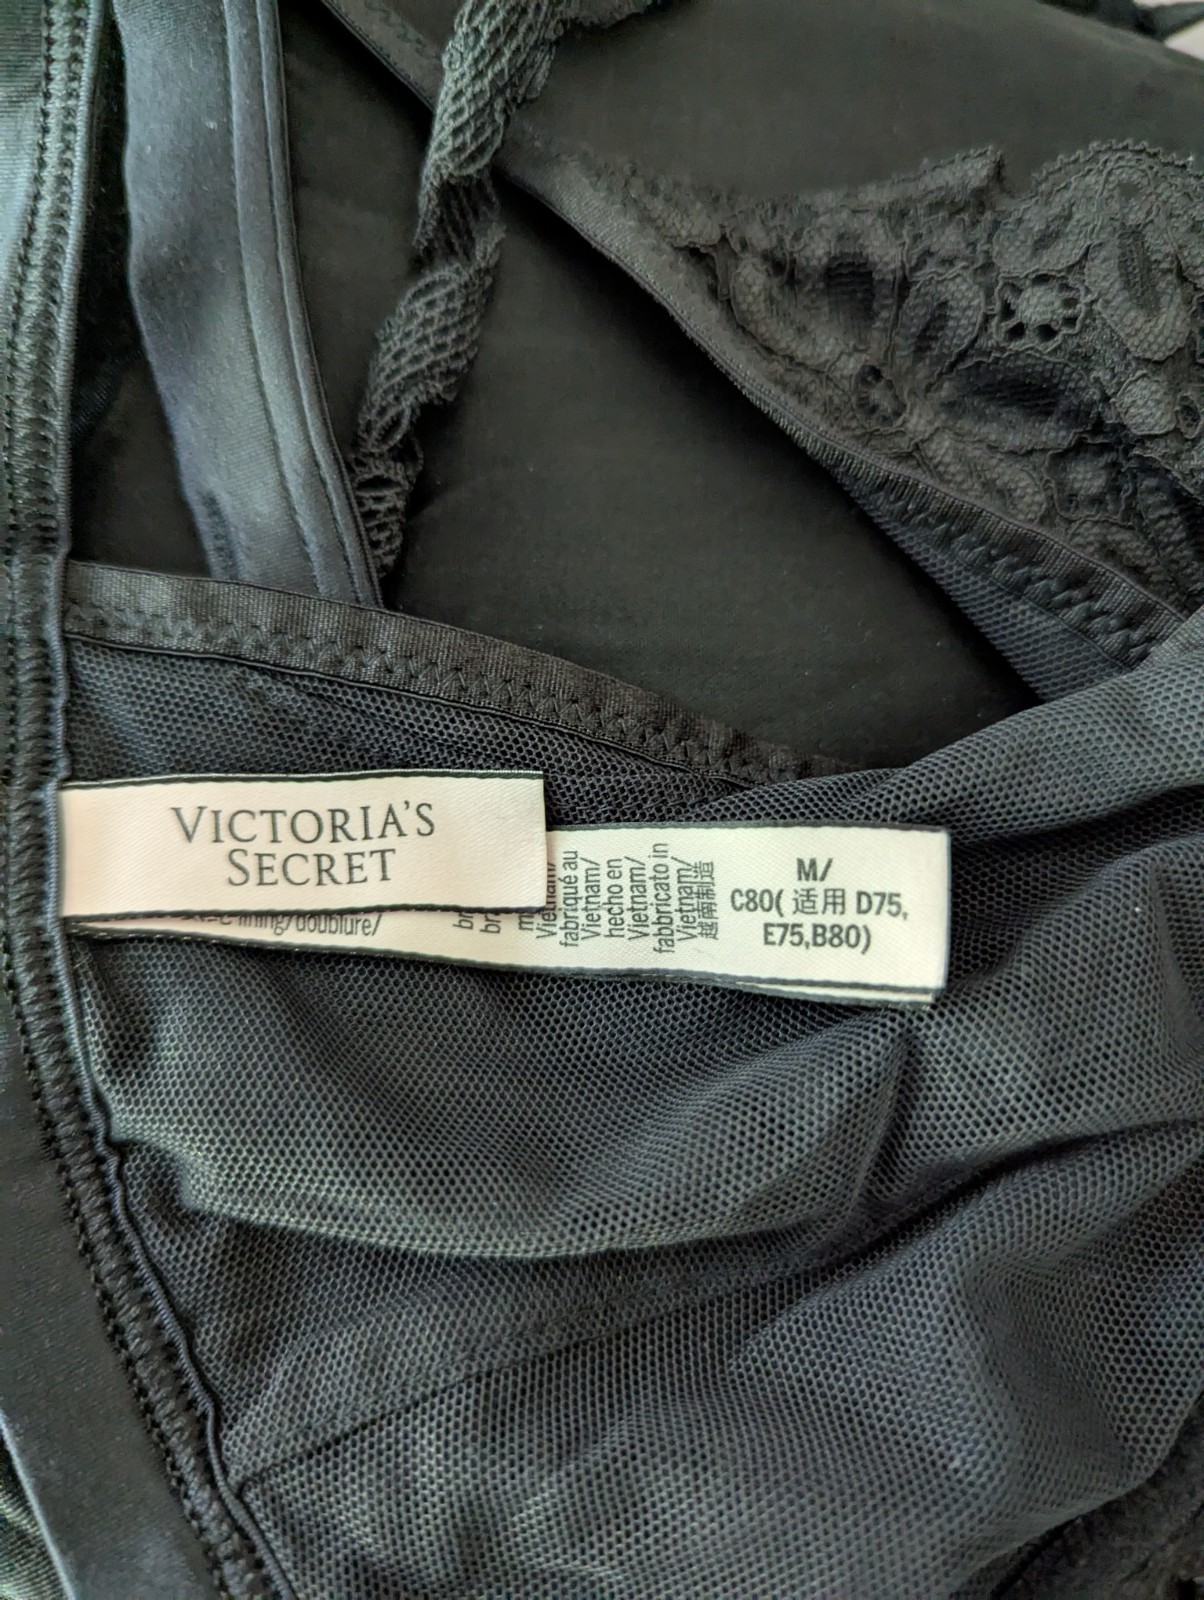 VICTORIA'S
SECRET
lining/doublure/
Vietnam/
fabriqué au
Vietnam/
hecho en
Vietnam/
fabricato in
Vietnam/
越南制造
M/
C80( 适用 D75,
E75,B80)